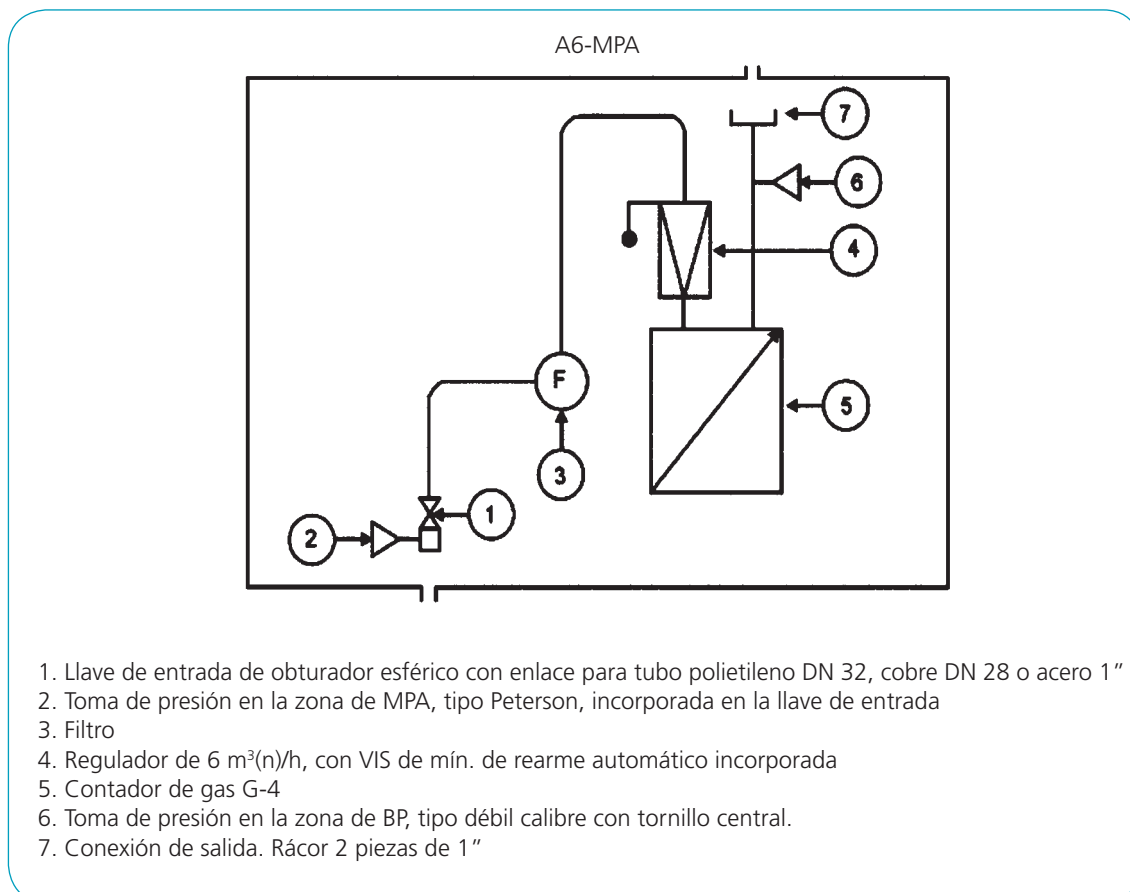 A6-MPA
7
6
4
F
5
3
1
2
1. Llave de entrada de obturador esférico con enlace para tubo polietileno DN 32, cobre DN 28 o acero 1”
2. Toma de presión en la zona de MPA, tipo Peterson, incorporada en la llave de entrada
3. Filtro
4. Regulador de 6 m³(n)/h, con VIS de mín. de rearme automático incorporada
5. Contador de gas G-4
6. Toma de presión en la zona de BP, tipo débil calibre con tornillo central.
7. Conexión de salida. Rácor 2 piezas de 1”